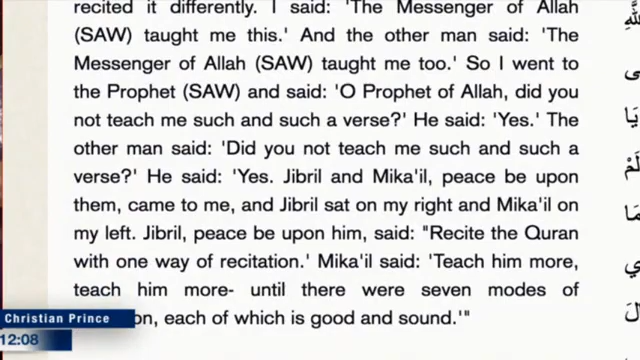 recited it differently. I said: 'The Messenger of Allah
(SAW) taught me this.' And the other man said: 'The
Messenger of Allah (SAW) taught me too.' So I went to
the Prophet (SAW) and said: 'O Prophet of Allah, did you
not teach me such and such a verse?' He said: 'Yes.' The
other man said: 'Did you not teach me such and such a
verse?' He said: 'Yes. Jibril and Mika'il, peace be upon
them, came to me, and Jibril sat on my right and Mika'il on
my left. Jibril, peace be upon him, said: "Recite the Quran
with one way of recitation.' Mika'il said: 'Teach him more,
teach him more- until there were seven modes of
on, each of which is good and sound.'"
Christian Prince
12:08